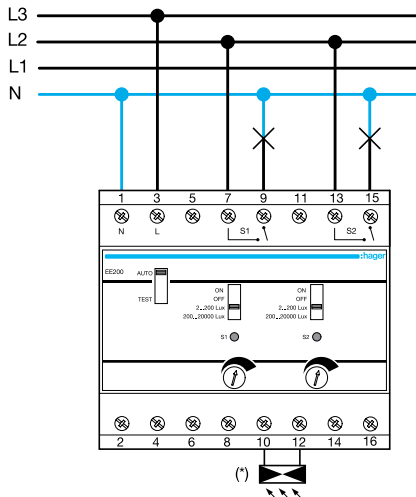 L3
L2
L1
N
1 3 5 7 9 11 13 15
N L S1 S2
:hager
EE200 AUTO
TEST
ON ON
OFF OFF
2...200 Lux 2...200 Lux
200...20000 Lux 200...20000 Lux
S1 S2
2 4 6 8 10 12 14 16
(*)